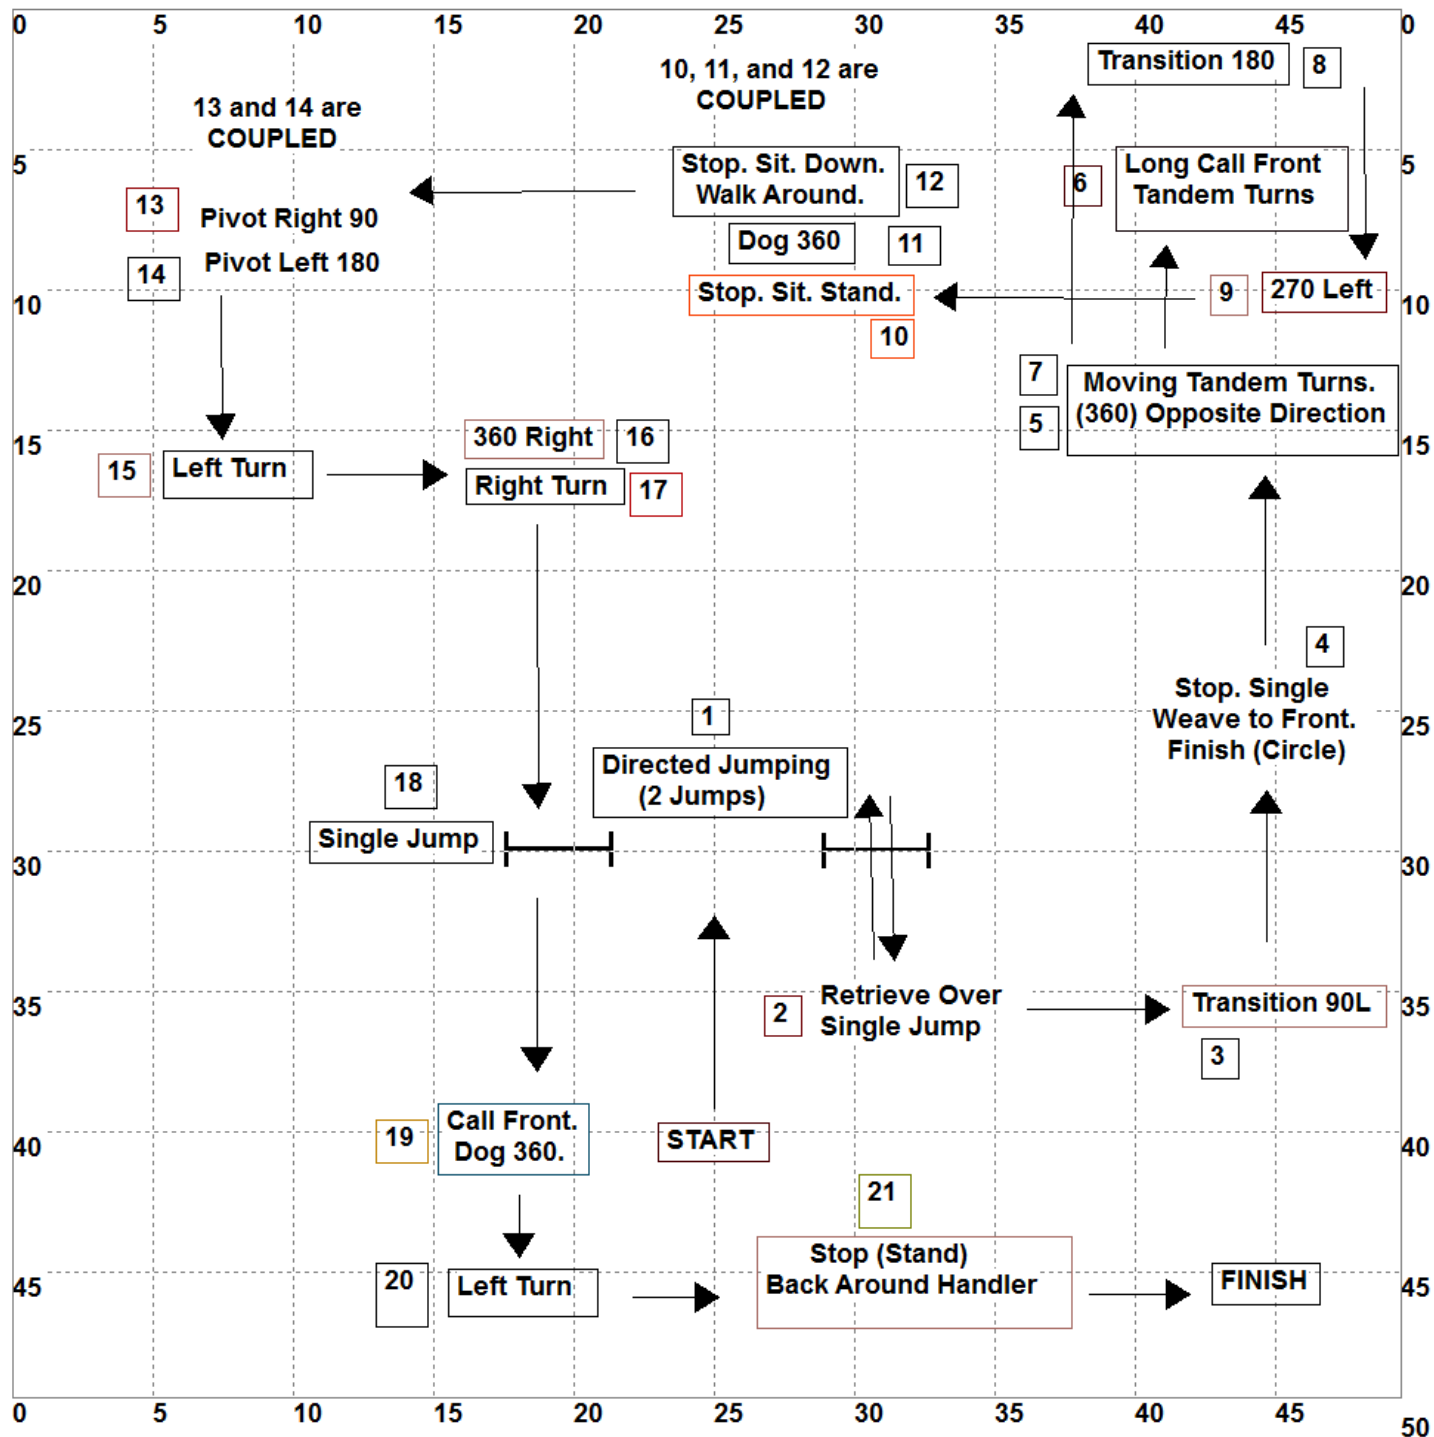 0 5 10 15 20 25 30 35 40 45 0
Transition 180 8
10, 11, and 12 are
COUPLED
13 and 14 are
COUPLED
5 5
Stop. Sit. Down.
Walk Around.
12
6
Long Call Front
Tandem Turns
13
Pivot Right 90
Dog 360 11
14
Pivot Left 180
Stop. Sit. Stand.
9
270 Left
10 10
10
7
5
Moving Tandem Turns.
(360) Opposite Direction
15 15
360 Right 16
15
Left Turn
Right Turn 17
20 20
4
Stop. Single
Weave to Front.
Finish (Circle)
25 25
1
Directed Jumping
(2 Jumps)
18
Single Jump
30 30
35 35
2
Retrieve Over
Single Jump
Transition 90L
3
19
Call Front.
Dog 360.
START
40 40
21
20
Left Turn
Stop (Stand)
Back Around Handler
FINISH
45 45
0 5 10 15 20 25 30 35 40 45 50